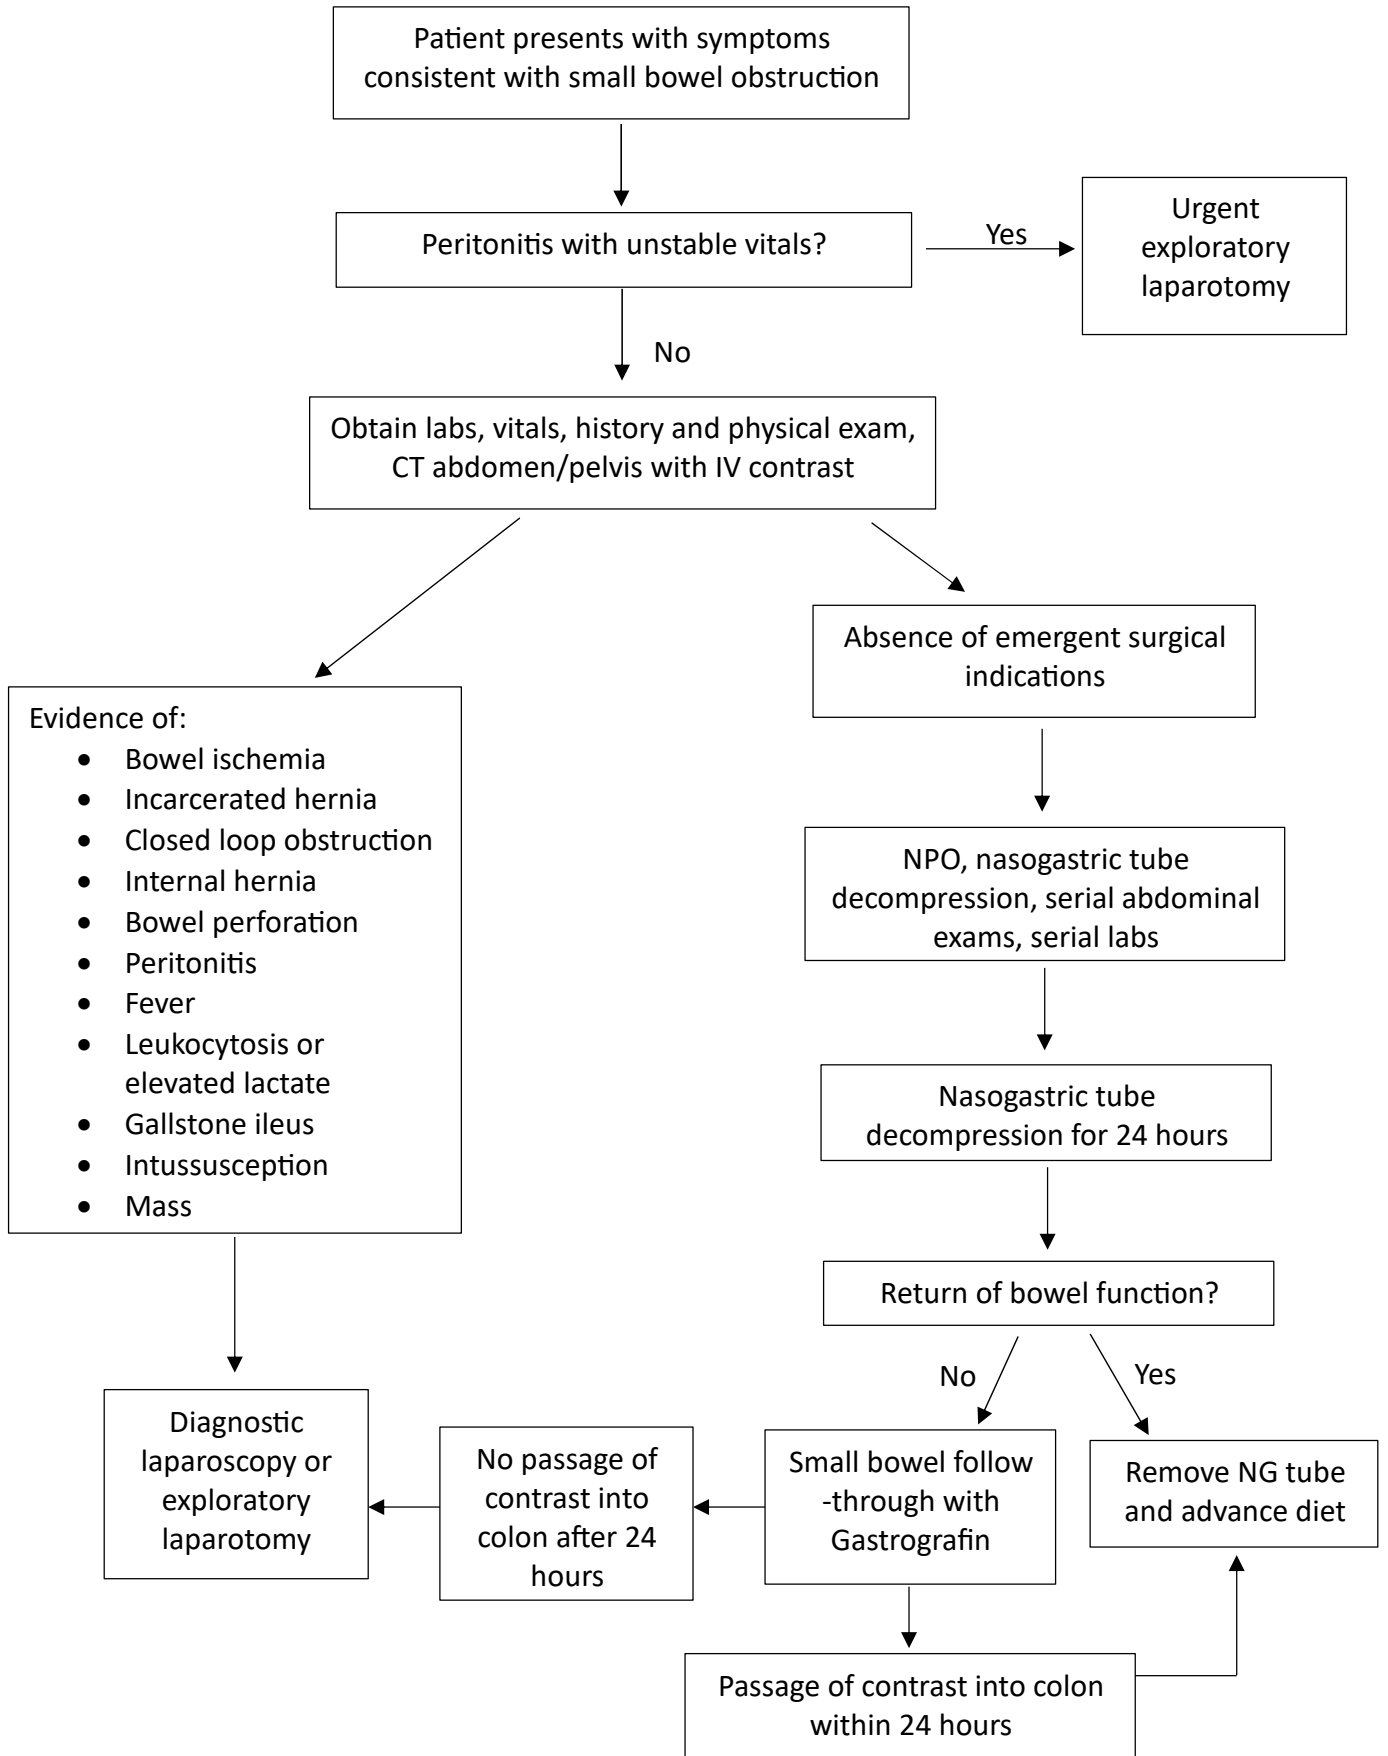 Patient presents with symptoms
consistent with small bowel obstruction
Peritonitis with unstable vitals?
Yes
Urgent
exploratory
laparotomy
No
Obtain labs, vitals, history and physical exam,
CT abdomen/pelvis with IV contrast
Absence of emergent surgical
indications
Evidence of:
• Bowel ischemia
• Incarcerated hernia
• Closed loop obstruction
• Internal hernia
• Bowel perforation
• Peritonitis
• Fever
• Leukocytosis or
elevated lactate
• Gallstone ileus
• Intussusception
• Mass
NPO, nasogastric tube
decompression, serial abdominal
exams, serial labs
Nasogastric tube
decompression for 24 hours
Return of bowel function?
No
Yes
Diagnostic
laparoscopy or
exploratory
laparotomy
No passage of
contrast into
colon after 24
hours
Small bowel follow
-through with
Gastrografin
Remove NG tube
and advance diet
Passage of contrast into colon
within 24 hours